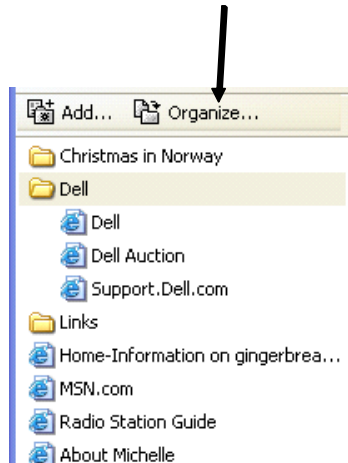 Add... Organize...
Christmas in Norway
Dell
Dell
Dell Auction
Support.Dell.com
Links
Home-Information on gingerbrea...
MSN.com
Radio Station Guide
About Michelle